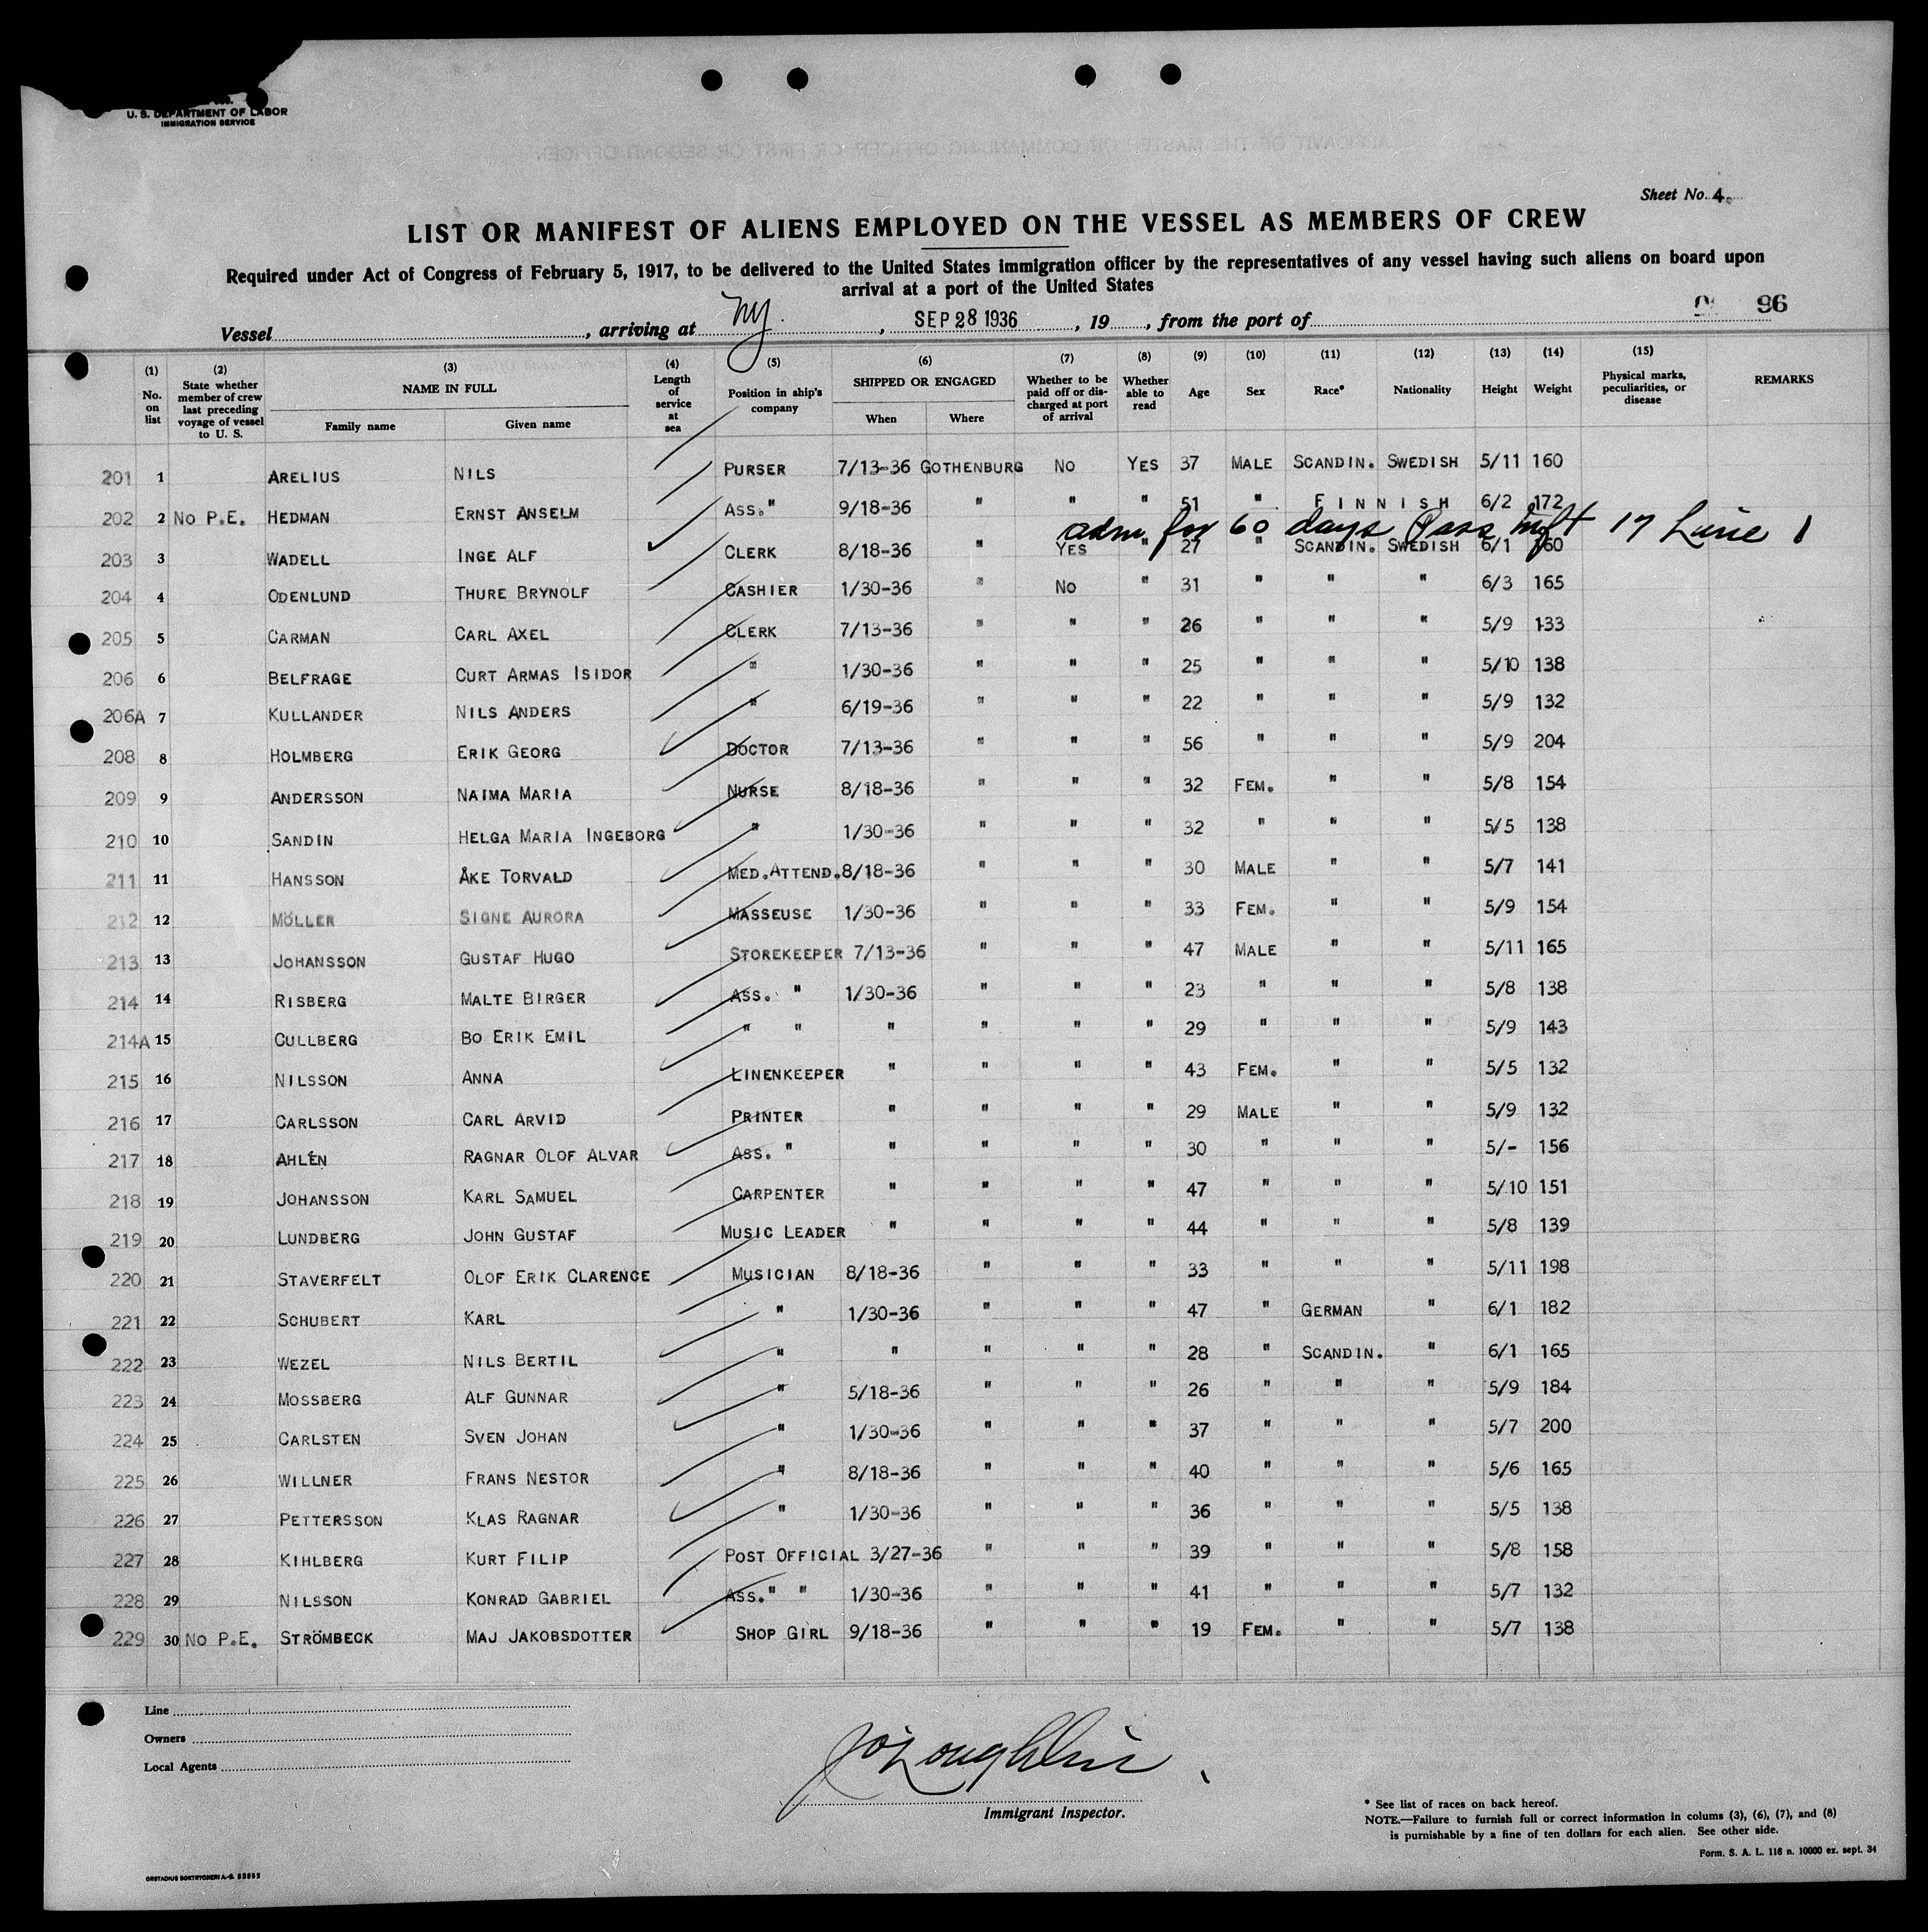 U. S. DEPARTMENT OF LABOR
IMMIGRATION SERVICE
Sheet No. 4.
LIST OR MANIFEST OF ALIENS EMPLOYED ON THE VESSEL AS MEMBERS OF CREW
Required under Act of Congress of February 5, 1917, to be delivered to the United States immigration officer by the representatives of any vessel having such aliens on board upon
arrival at a port of the United States
96
Vessel , arriving at Ny. , SEP 28 1936 , 19 , from the port of
(1) No. on list (2) State whether member of crew last preceding voyage of vessel to U. S. (3) NAME IN FULL Family name Given name (4) Length of service at sea (5) Position in ship's company (6) SHIPPED OR ENGAGED When Where (7) Whether to be paid off or discharged at port of arrival (8) Whether able to read (9) Age (10) Sex (11) Race* (12) Nationality (13) Height (14) Weight (15) Physical marks, peculiarities, or disease REMARKS
201 1 ARELIUS NILS PURSER 7/13-36 GOTHENBURG No YES 37 MALE SCANDIN. SWEDISH 5/11 160
202 2 No P.E. HEDMAN ERNST ANSELM Ass. " 9/18-36 " " " 51 " FINNISH 6/2 172
adm for 60 days Pass Mft 17 Line 1
203 3 WADELL INGE ALF CLERK 8/18-36 " YES " 27 " SCANDIN. SWEDISH 6/1 160
204 4 ODENLUND THURE BRYNOLF CASHIER 1/30-36 " No " 31 " " " 6/3 165
205 5 CARMAN CARL AXEL CLERK 7/13-36 " " " 26 " " " 5/9 133
206 6 BELFRAGE CURT ARMAS ISIDOR " 1/30-36 " " " 25 " " " 5/10 138
206A 7 KULLANDER NILS ANDERS " 6/19-36 " " " 22 " " " 5/9 132
208 8 HOLMBERG ERIK GEORG DOCTOR 7/13-36 " " " 56 " " " 5/9 204
209 9 ANDERSSON NAIMA MARIA NURSE 8/18-36 " " " 32 FEM. " " 5/8 154
210 10 SANDIN HELGA MARIA INGEBORG " 1/30-36 " " " 32 " " " 5/5 138
211 11 HANSSON ÅKE TORVALD MED. ATTEND. 8/18-36 " " " 30 MALE " " 5/7 141
212 12 MÖLLER SIGNE AURORA MASSEUSE 1/30-36 " " " 33 FEM. " " 5/9 154
213 13 JOHANSSON GUSTAF HUGO STOREKEEPER 7/13-36 " " " 47 MALE " " 5/11 165
214 14 RISBERG MALTE BIRGER Ass. " 1/30-36 " " " 23 " " " 5/8 138
214A 15 CULLBERG BO ERIK EMIL " " " " " " 29 " " " 5/9 143
215 16 NILSSON ANNA LINENKEEPER " " " " 43 FEM. " " 5/5 132
216 17 CARLSSON CARL ARVID PRINTER " " " " 29 MALE " " 5/9 132
217 18 AHLÉN RAGNAR OLOF ALVAR Ass. " " " " " 30 " " " 5/- 156
218 19 JOHANSSON KARL SAMUEL CARPENTER " " " " 47 " " " 5/10 151
219 20 LUNDBERG JOHN GUSTAF MUSIC LEADER " " " " 44 " " " 5/8 139
220 21 STAVERFELT OLOF ERIK CLARENCE MUSICIAN 8/18-36 " " " 33 " " " 5/11 198
221 22 SCHUBERT KARL " 1/30-36 " " " 47 " GERMAN " 6/1 182
222 23 WEZEL NILS BERTIL " " " " " 28 " SCANDIN. " 6/1 165
223 24 MOSSBERG ALF GUNNAR " 5/18-36 " " " 26 " " " 5/9 184
224 25 CARLSTEN SVEN JOHAN " 1/30-36 " " " 37 " " " 5/7 200
225 26 WILLNER FRANS NESTOR " 8/18-36 " " " 40 " " " 5/6 165
226 27 PETTERSSON KLAS RAGNAR " 1/30-36 " " " 36 " " " 5/5 138
227 28 KIHLBERG KURT FILIP POST OFFICIAL 3/27-36 " " " 39 " " " 5/8 158
228 29 NILSSON KONRAD GABRIEL Ass. " " 1/30-36 " " " 41 " " " 5/7 132
229 30 No P.E. STRÖMBECK MAJ JAKOBSDOTTER SHOP GIRL 9/18-36 " " " 19 FEM. " " 5/7 138
Line
Owners
Local Agents
Immigrant Inspector.
* See list of races on back hereof.
NOTE.—Failure to furnish full or correct information in colums (3), (6), (7), and (8)
is purnishable by a fine of ten dollars for each alien. See other side.
Form. S. A. L. 116 n. 10000 ex. sept. 34